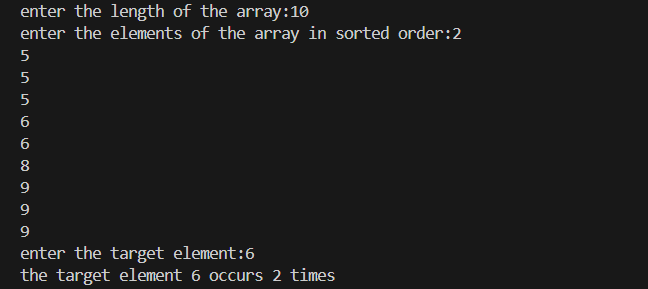 enter the length of the array:10
enter the elements of the array in sorted order:2
5
5
5
6
6
8
9
9
9
enter the target element:6
the target element 6 occurs 2 times